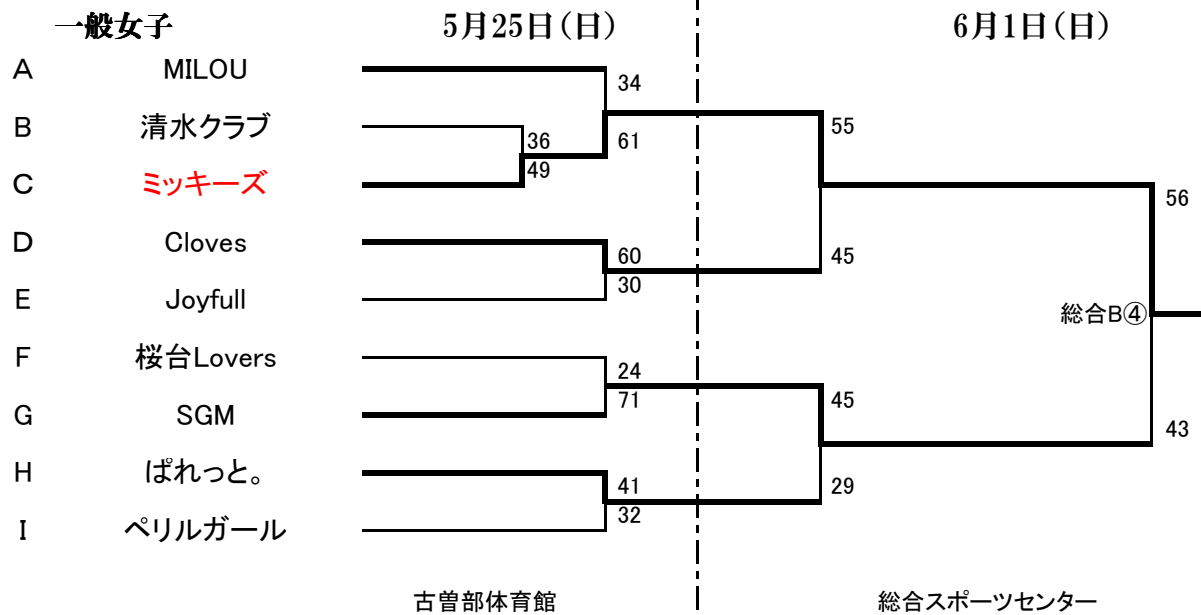 一般女子 5月25日(日) 6月1日(日)
A MILOU
34
B 清水クラブ 55
36 61
49
C ミッキーズ
56
D Cloves
60 45
30
E Joyfull
総合B④
F 桜台Lovers
24
71 45
G SGM
43
H ぱれっと。
41 29
32
I ペリルガール
古曽部体育館 総合スポーツセンター